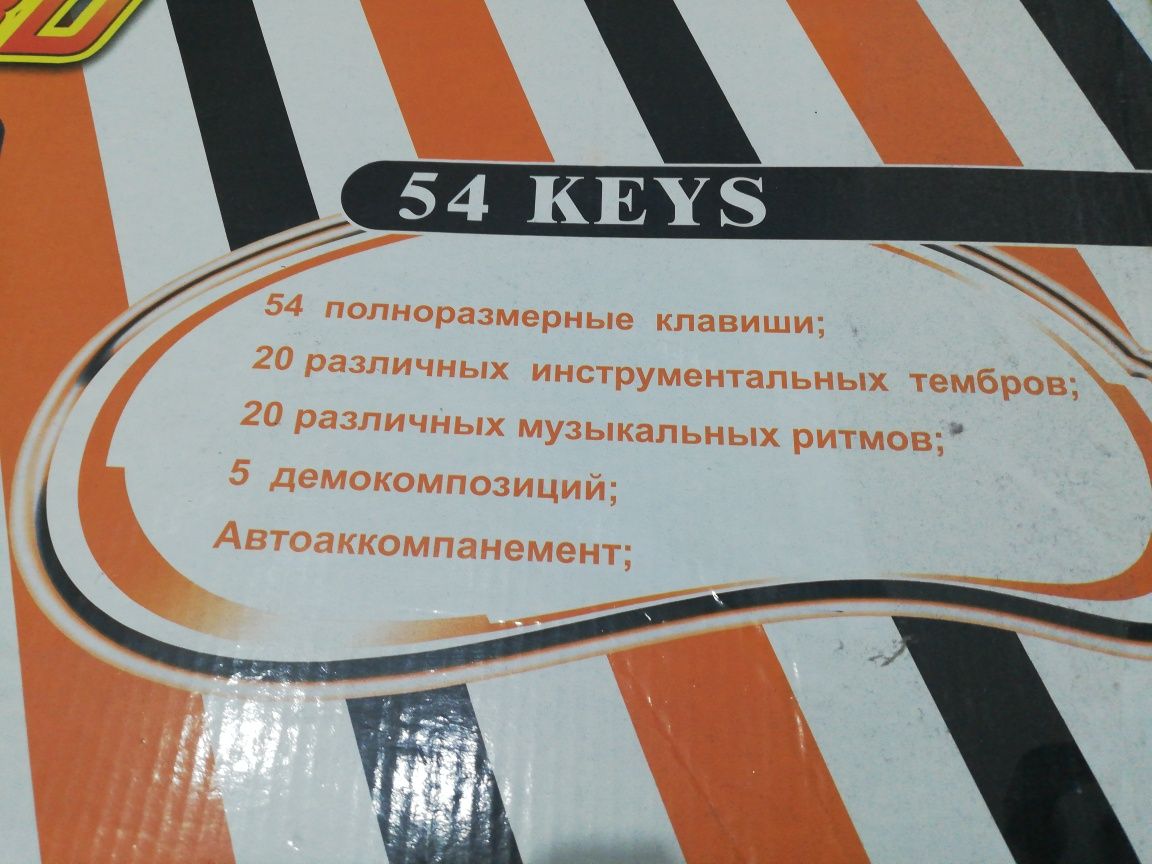 54 KEYS
54 полноразмерные клавиши;
20 различных инструментальных тембров;
20 различных музыкальных ритмов;
5 демокомпозиций;
Автоаккомпанемент;